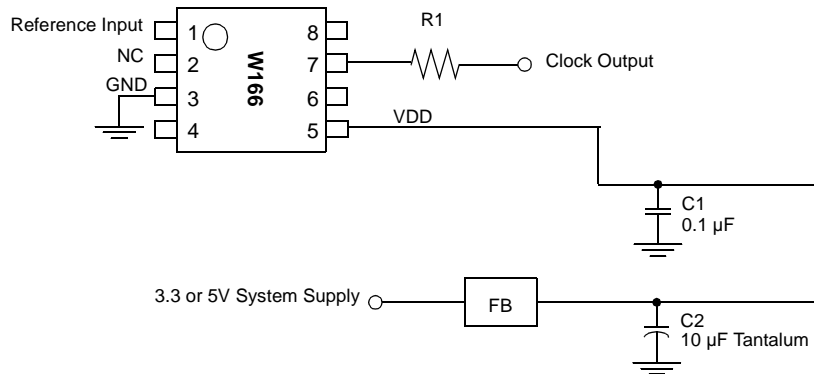 R1
Reference Input
1
8
NC
2
7
Clock Output
GND
3
6
4
5
W166
VDD
C1
0.1 µF
3.3 or 5V System Supply
FB
C2
10 µF Tantalum